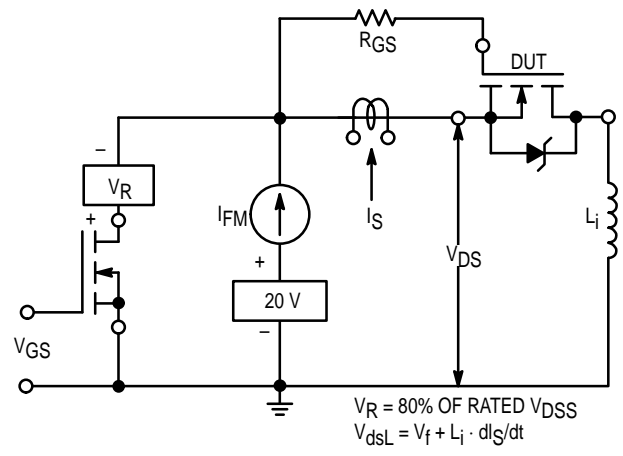 RGS
DUT
–
VR
+
IFM
IS
VDS
Li
+
20 V
–
VGS
VR = 80% OF RATED VDSS
VdsL = Vf + Li · dIS/dt